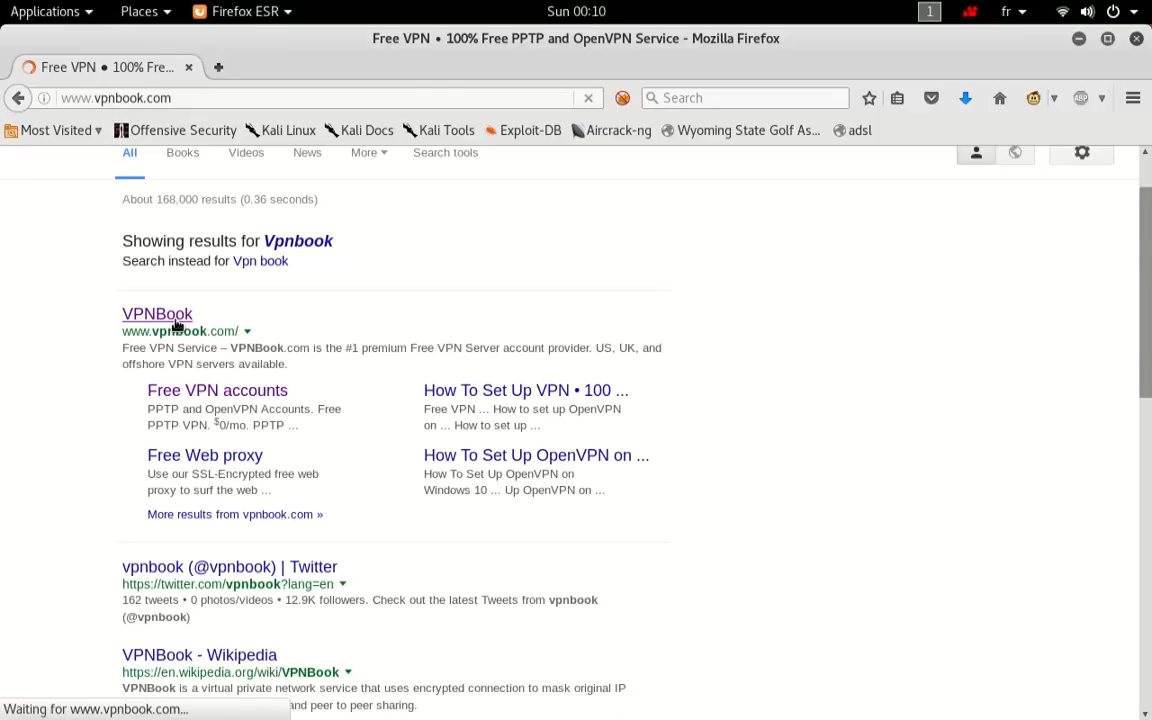 Applications Places Firefox ESR Sun 00:10 1 fr
Free VPN • 100% Free PPTP and OpenVPN Service - Mozilla Firefox
Free VPN • 100% Fre...
www.vpnbook.com Search ABP
Most Visited Offensive Security Kali Linux Kali Docs Kali Tools Exploit-DB Aircrack-ng Wyoming State Golf As... adsl
All Books Videos News More Search tools
About 168,000 results (0.36 seconds)
Showing results for Vpnbook
Search instead for Vpn book
VPNBook
www.vpnbook.com/
Free VPN Service – VPNBook.com is the #1 premium Free VPN Server account provider. US, UK, and
offshore VPN servers available.
Free VPN accounts
PPTP and OpenVPN Accounts. Free
PPTP VPN. $0/mo. PPTP ...
How To Set Up VPN • 100 ...
Free VPN ... How to set up OpenVPN
on ... How to set up ...
Free Web proxy
Use our SSL-Encrypted free web
proxy to surf the web ...
How To Set Up OpenVPN on ...
How To Set Up OpenVPN on
Windows 10 ... Up OpenVPN on ...
More results from vpnbook.com »
vpnbook (@vpnbook) | Twitter
https://twitter.com/vpnbook?lang=en
162 tweets • 0 photos/videos • 12.9K followers. Check out the latest Tweets from vpnbook
(@vpnbook)
VPNBook - Wikipedia
https://en.wikipedia.org/wiki/VPNBook
VPNBook is a virtual private network service that uses encrypted connection to mask original IP
and peer to peer sharing.
Waiting for www.vpnbook.com...